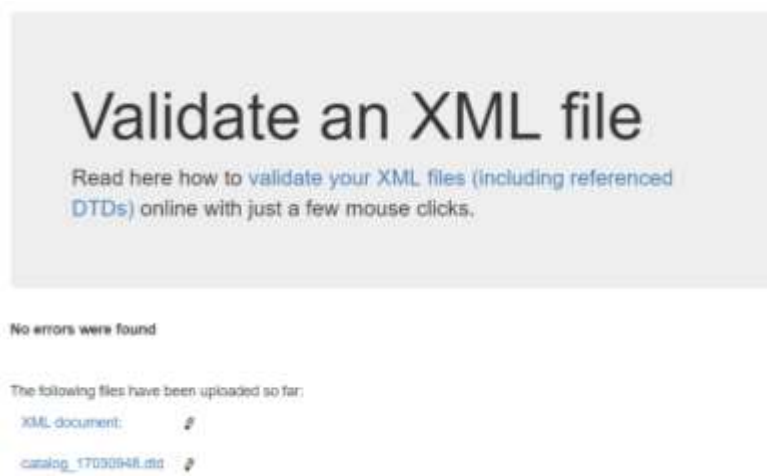 Validate an XML file
Read here how to validate your XML files (including referenced
DTDs) online with just a few mouse clicks.
No errors were found
The following files have been uploaded so far:
XML document:
catalog_17030948.dtd